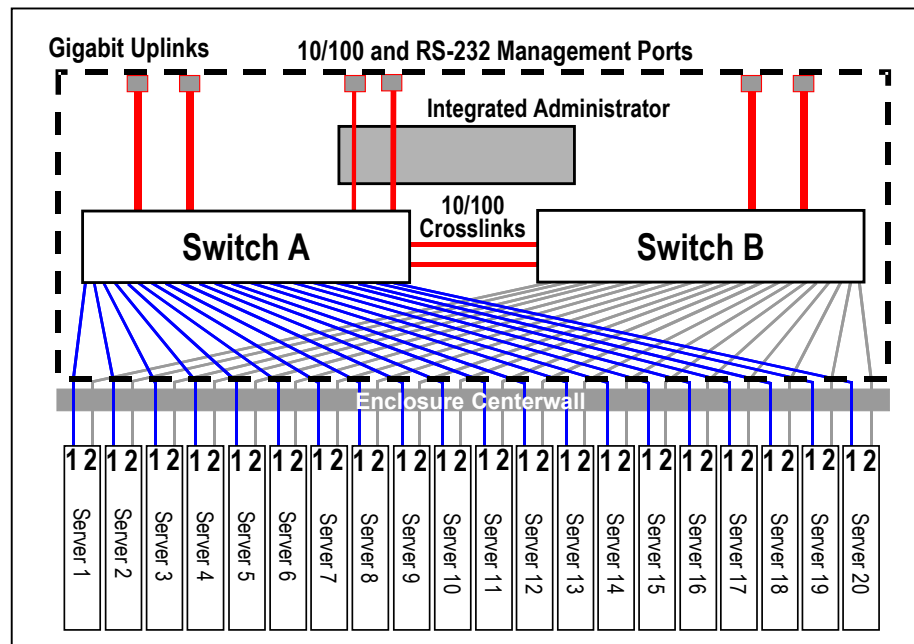 Gigabit Uplinks
10/100 and RS-232 Management Ports
Integrated Administrator
10/100
Crosslinks
Switch A
Switch B
Enclosure Centerwall
1 2 1 2 1 2 1 2 1 2 1 2 1 2 1 2 1 2 1 2 1 2 1 2 1 2 1 2 1 2 1 2 1 2 1 2 1 2 1 2
Server 1
Server 2
Server 3
Server 4
Server 5
Server 6
Server 7
Server 8
Server 9
Server 10
Server 11
Server 12
Server 13
Server 14
Server 15
Server 16
Server 17
Server 18
Server 19
Server 20